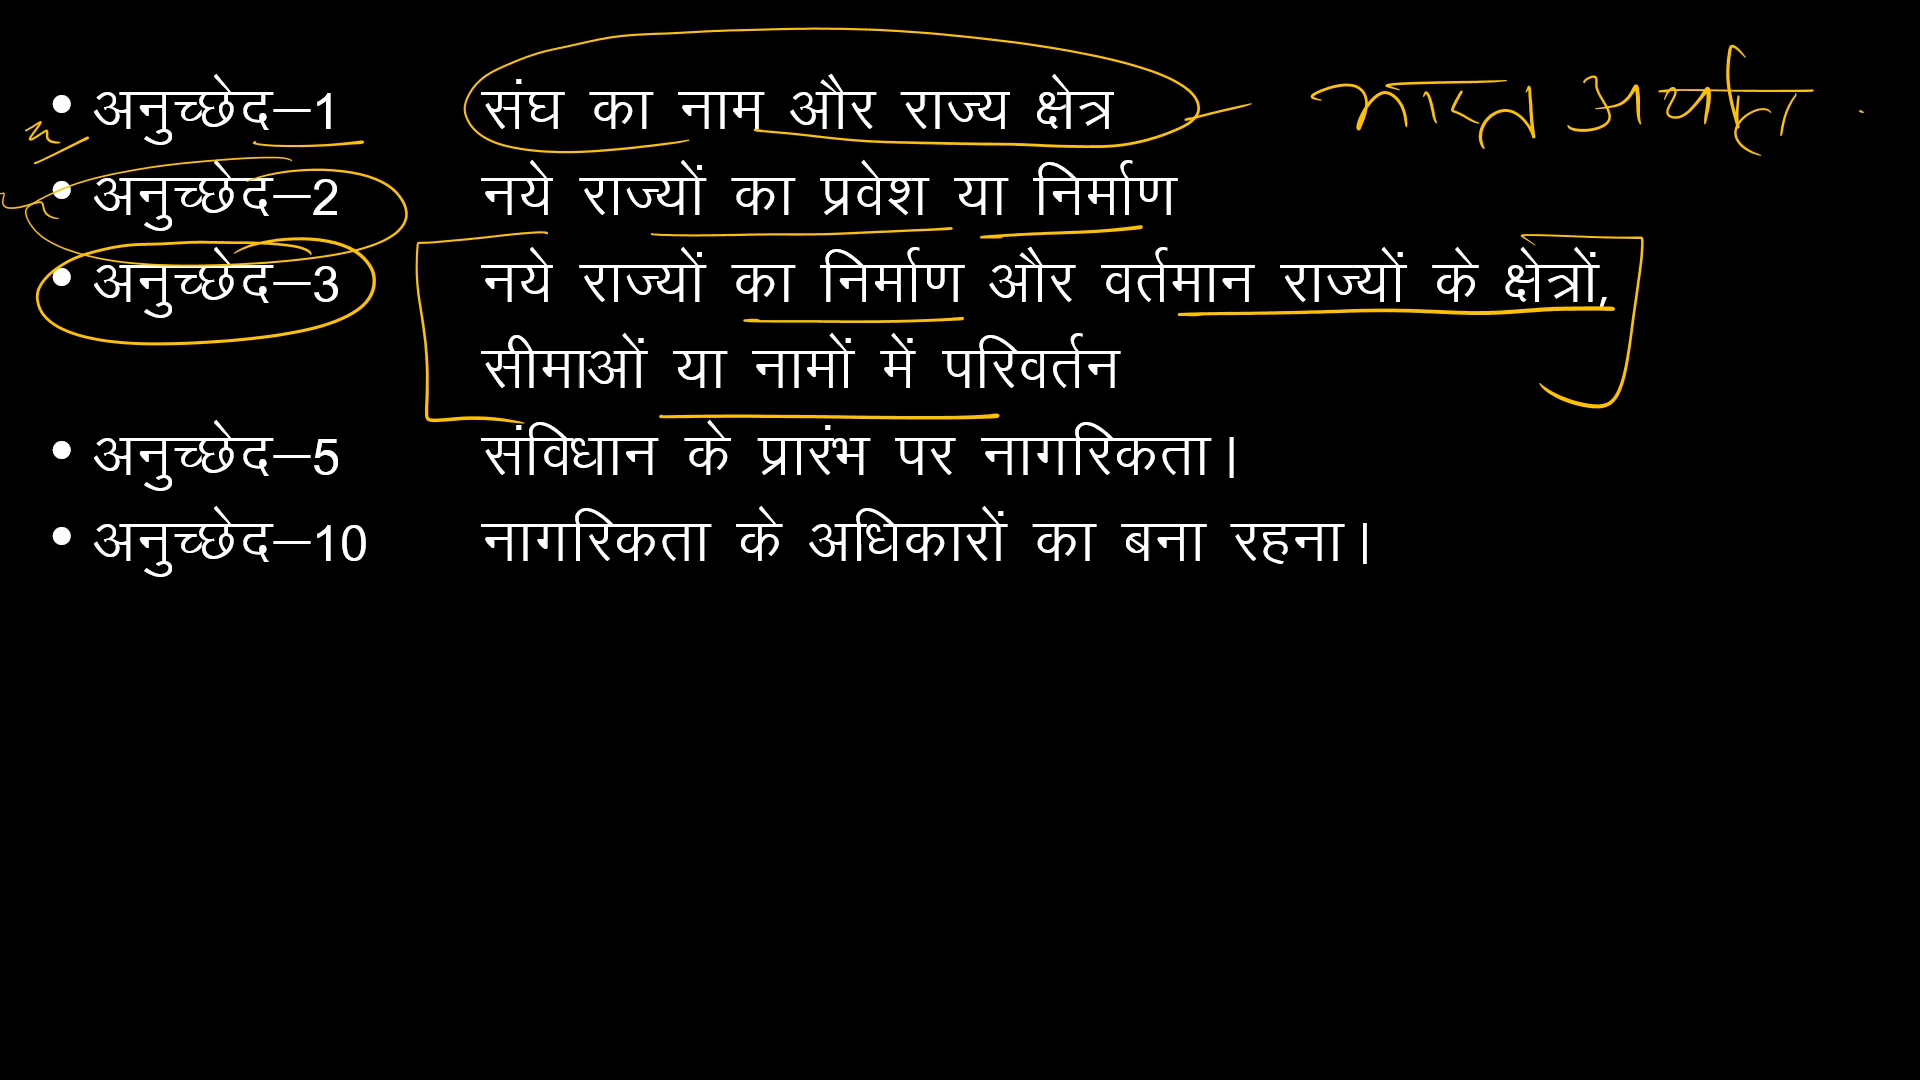 • अनुच्छेद–1 संघ का नाम और राज्य क्षेत्र भारत अर्थात
• अनुच्छेद–2 नये राज्यों का प्रवेश या निर्माण
• अनुच्छेद–3 नये राज्यों का निर्माण और वर्तमान राज्यों के क्षेत्रों,
सीमाओं या नामों में परिवर्तन
• अनुच्छेद–5 संविधान के प्रारंभ पर नागरिकता।
• अनुच्छेद–10 नागरिकता के अधिकारों का बना रहना।